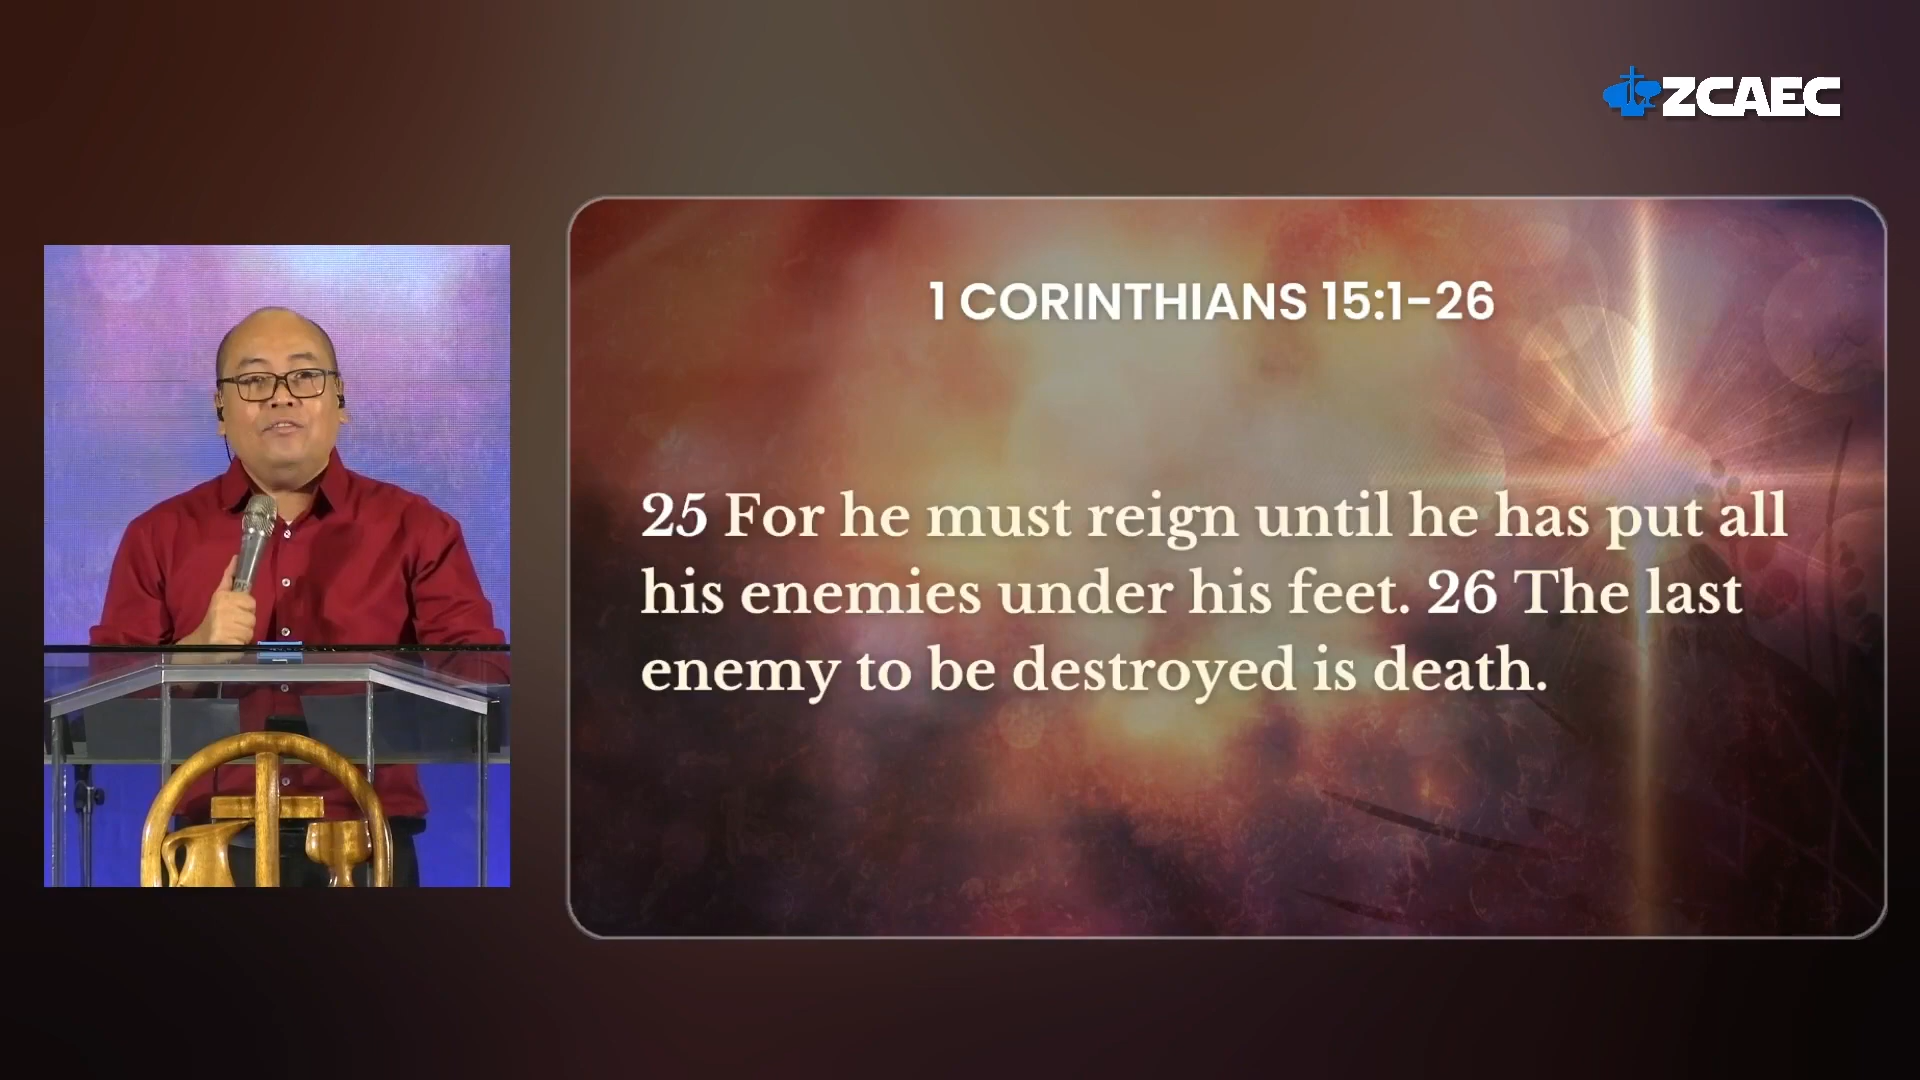 ZCAEC
1 CORINTHIANS 15:1-26
25 For he must reign until he has put all
his enemies under his feet. 26 The last
enemy to be destroyed is death.